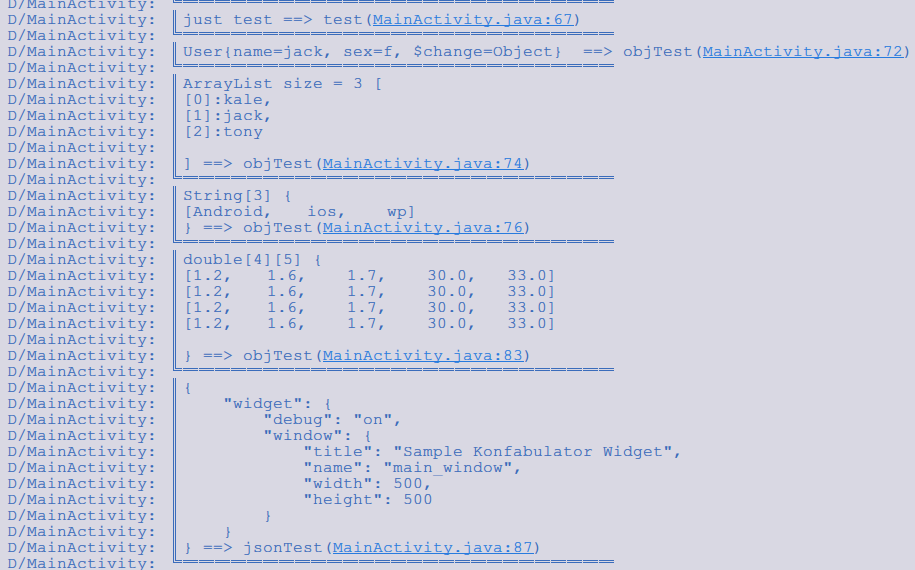 D/MainActivity: ╔════════════════════════════════════════════
D/MainActivity: ║just test ==> test(MainActivity.java:67)
D/MainActivity: ╚════════════════════════════════════════════
D/MainActivity: ║User{name=jack, sex=f, $change=Object}  ==> objTest(MainActivity.java:72)
D/MainActivity: ╚════════════════════════════════════════════
D/MainActivity: ║ArrayList size = 3 [
D/MainActivity: ║[0]:kale,
D/MainActivity: ║[1]:jack,
D/MainActivity: ║[2]:tony
D/MainActivity: ║
D/MainActivity: ║] ==> objTest(MainActivity.java:74)
D/MainActivity: ╚════════════════════════════════════════════
D/MainActivity: ║String[3] {
D/MainActivity: ║[Android,    ios,    wp]
D/MainActivity: ║} ==> objTest(MainActivity.java:76)
D/MainActivity: ╚════════════════════════════════════════════
D/MainActivity: ║double[4][5] {
D/MainActivity: ║[1.2,    1.6,    1.7,    30.0,   33.0]
D/MainActivity: ║[1.2,    1.6,    1.7,    30.0,   33.0]
D/MainActivity: ║[1.2,    1.6,    1.7,    30.0,   33.0]
D/MainActivity: ║[1.2,    1.6,    1.7,    30.0,   33.0]
D/MainActivity: ║
D/MainActivity: ║} ==> objTest(MainActivity.java:83)
D/MainActivity: ╚════════════════════════════════════════════
D/MainActivity: ║{
D/MainActivity: ║    "widget": {
D/MainActivity: ║        "debug": "on",
D/MainActivity: ║        "window": {
D/MainActivity: ║            "title": "Sample Konfabulator Widget",
D/MainActivity: ║            "name": "main_window",
D/MainActivity: ║            "width": 500,
D/MainActivity: ║            "height": 500
D/MainActivity: ║        }
D/MainActivity: ║    }
D/MainActivity: ║} ==> jsonTest(MainActivity.java:87)
D/MainActivity: ╚════════════════════════════════════════════